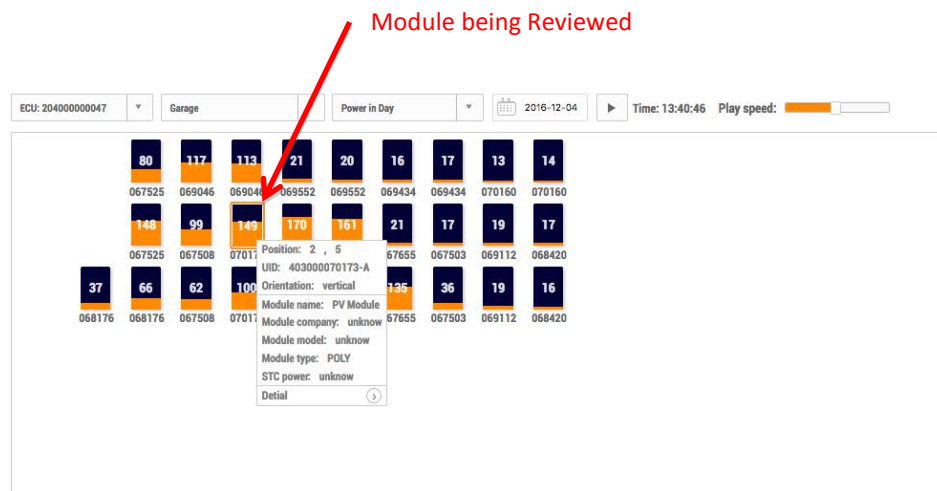 Module being Reviewed
ECU: 204000000047 Garage Power in Day 2016-12-04 Time: 13:40:46 Play speed:
80 117 113 21 20 16 17 13 14
067525 069046 069046 069552 069552 069434 069434 070160 070160
148 99 149 170 161 21 17 19 17
067525 067508 0701 67655 067503 069112 068420
37 66 62 100 135 36 19 16
068176 068176 067508 0701 67655 067503 069112 068420
Position: 2 , 5
UID: 403000070173-A
Orientation: vertical
Module name: PV Module
Module company: unknow
Module model: unknow
Module type: POLY
STC power: unknow
Detial